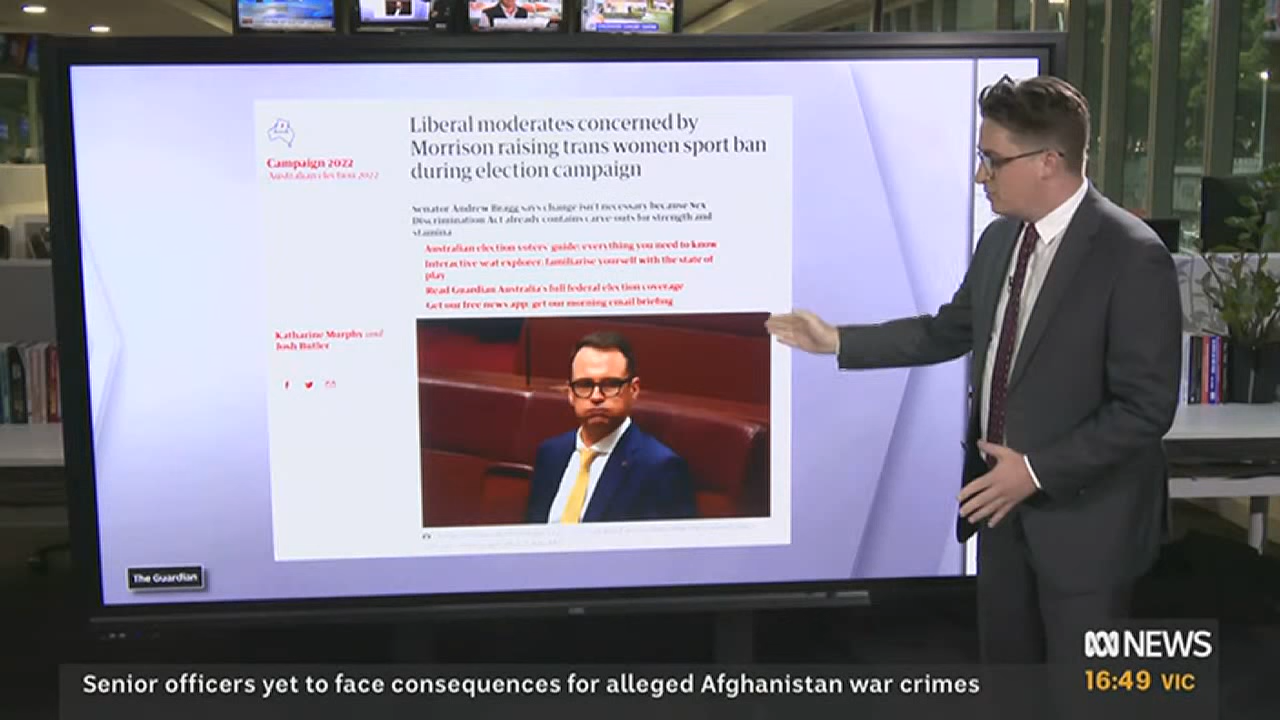 Liberal moderates concerned by
Morrison raising trans women sport ban
during election campaign
Campaign 2022
Australian election 2022
Senator Andrew Bragg says change isn't necessary because Sex
Discrimination Act already contains carve-outs for strength and
stamina
Australian election voters' guide: everything you need to know
Interactive seat explorer: familiarise yourself with the state of
play
Read Guardian Australia's full federal election coverage
Get our free news app; get our morning email briefing
Katharine Murphy and
Josh Butler
The Guardian
NEWS
16:49 VIC
Senior officers yet to face consequences for alleged Afghanistan war crimes